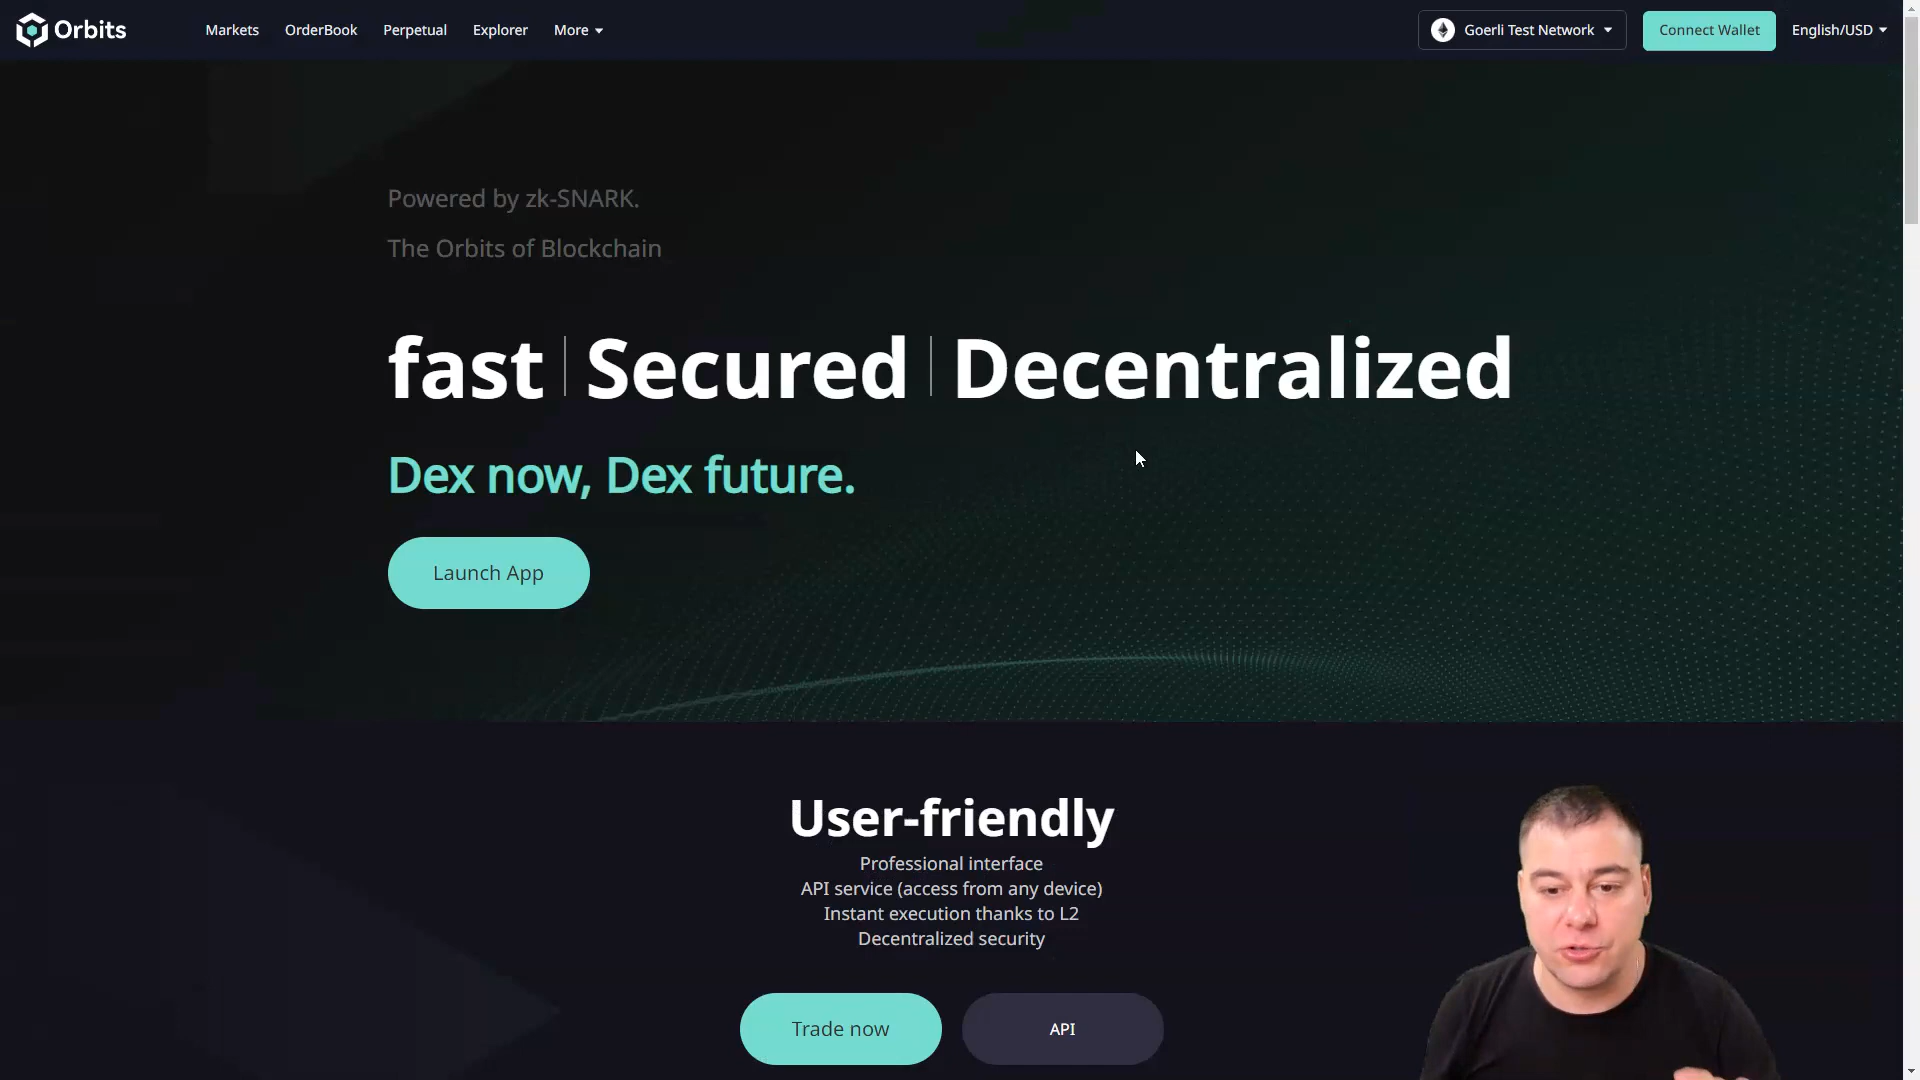 Orbits
Markets
OrderBook
Perpetual
Explorer
More
Goerli Test Network
Connect Wallet
English/USD
Powered by zk-SNARK.
The Orbits of Blockchain
fast | Secured | Decentralized
Dex now, Dex future.
Launch App
User-friendly
Professional interface
API service (access from any device)
Instant execution thanks to L2
Decentralized security
Trade now
API